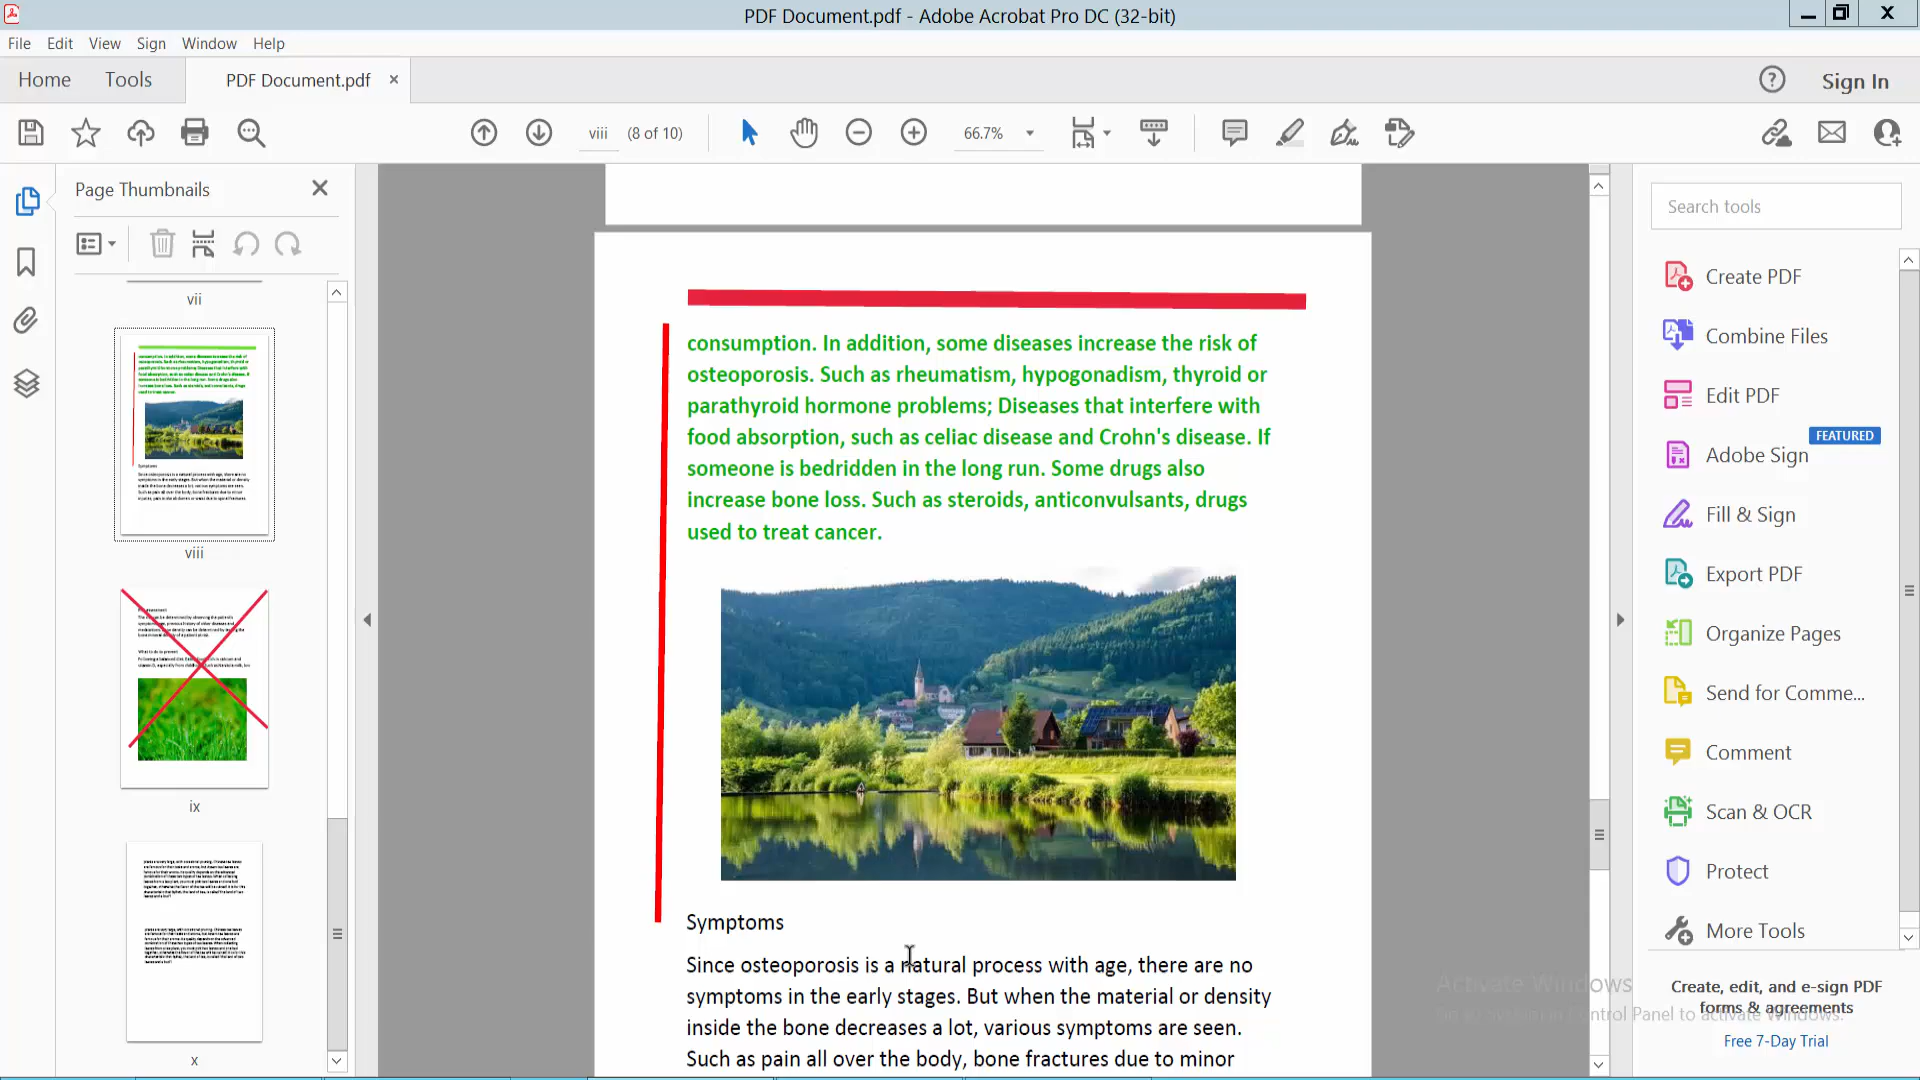 PDF Document.pdf - Adobe Acrobat Pro DC (32-bit)
File Edit View Sign Window Help
Home Tools PDF Document.pdf × Sign In
viii (8 of 10) 66.7%
Page Thumbnails
vii
viii
ix
x
consumption. In addition, some diseases increase the risk of
osteoporosis. Such as rheumatism, hypogonadism, thyroid or
parathyroid hormone problems; Diseases that interfere with
food absorption, such as celiac disease and Crohn's disease. If
someone is bedridden in the long run. Some drugs also
increase bone loss. Such as steroids, anticonvulsants, drugs
used to treat cancer.
Symptoms
Since osteoporosis is a natural process with age, there are no
symptoms in the early stages. But when the material or density
inside the bone decreases a lot, various symptoms are seen.
Such as pain all over the body, bone fractures due to minor
Search tools
Create PDF
Combine Files
Edit PDF
FEATURED
Adobe Sign
Fill & Sign
Export PDF
Organize Pages
Send for Comme...
Comment
Scan & OCR
Protect
More Tools
Activate Windows
Control Panel to activate Windows.
Create, edit, and e-sign PDF
forms & agreements
Free 7-Day Trial